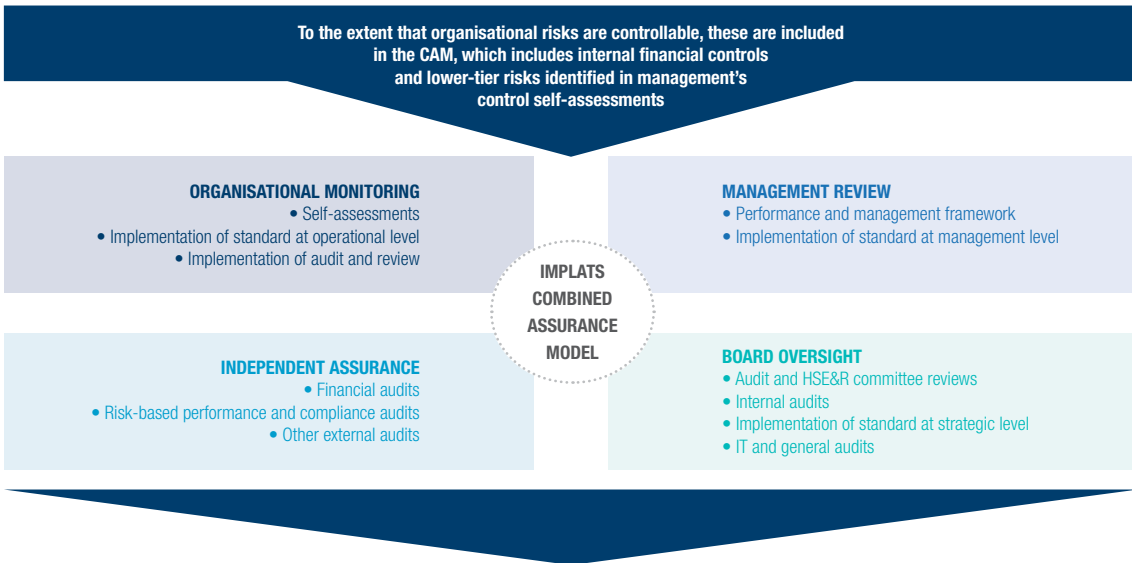 To the extent that organisational risks are controllable, these are included
in the CAM, which includes internal financial controls
and lower-tier risks identified in management's
control self-assessments
ORGANISATIONAL MONITORING
• Self-assessments
• Implementation of standard at operational level
• Implementation of audit and review
MANAGEMENT REVIEW
• Performance and management framework
• Implementation of standard at management level
IMPLATS
COMBINED
ASSURANCE
MODEL
INDEPENDENT ASSURANCE
• Financial audits
• Risk-based performance and compliance audits
• Other external audits
BOARD OVERSIGHT
• Audit and HSE&R committee reviews
• Internal audits
• Implementation of standard at strategic level
• IT and general audits